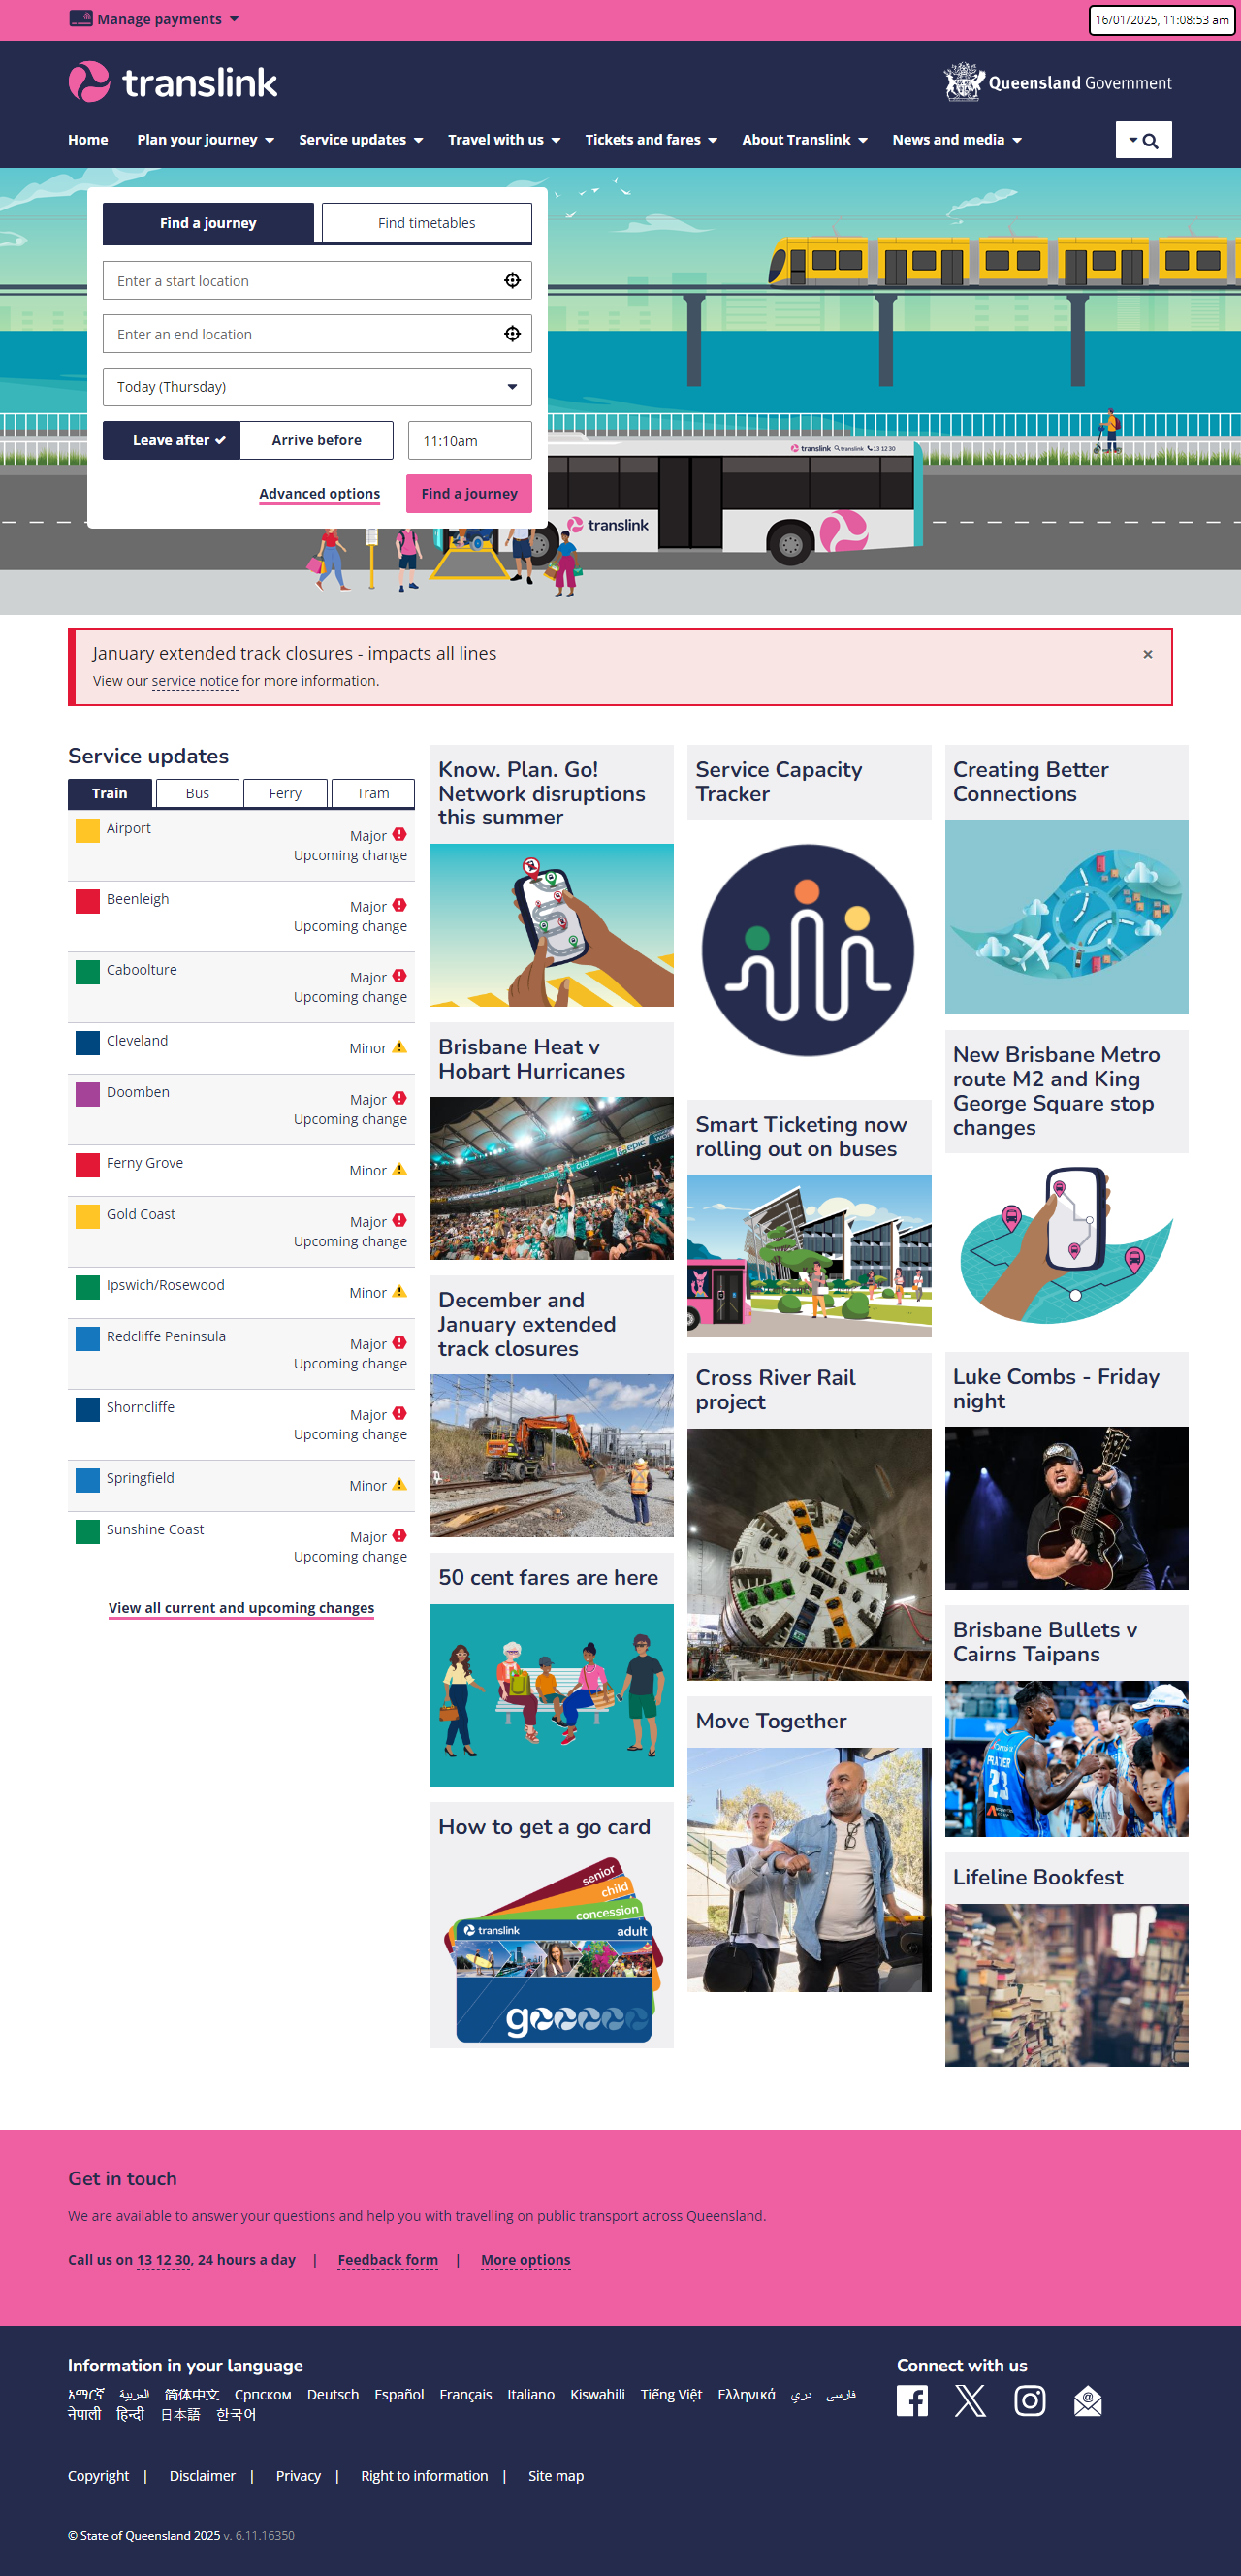 Manage payments
16/01/2025, 11:08:53 am
translink
Queensland Government
Home Plan your journey Service updates Travel with us Tickets and fares About Translink News and media
Find a journey Find timetables
Enter a start location
Enter an end location
Today (Thursday)
Leave after Arrive before 11:10am
Advanced options Find a journey
translink translink 13 12 30
translink
January extended track closures - impacts all lines
×
View our service notice for more information.
Service updates
Train Bus Ferry Tram
Airport
Major
Upcoming change
Beenleigh
Major
Upcoming change
Caboolture
Major
Upcoming change
Cleveland
Minor
Doomben
Major
Upcoming change
Ferny Grove
Minor
Gold Coast
Major
Upcoming change
Ipswich/Rosewood
Minor
Redcliffe Peninsula
Major
Upcoming change
Shorncliffe
Major
Upcoming change
Springfield
Minor
Sunshine Coast
Major
Upcoming change
View all current and upcoming changes
Know. Plan. Go!
Network disruptions
this summer
Brisbane Heat v
Hobart Hurricanes
epic
December and
January extended
track closures
50 cent fares are here
How to get a go card
senior
child
concession
translink adult
go
Service Capacity
Tracker
Smart Ticketing now
rolling out on buses
Cross River Rail
project
Move Together
Creating Better
Connections
New Brisbane Metro
route M2 and King
George Square stop
changes
Luke Combs - Friday
night
Brisbane Bullets v
Cairns Taipans
23
Lifeline Bookfest
Get in touch
We are available to answer your questions and help you with travelling on public transport across Queensland.
Call us on 13 12 30, 24 hours a day | Feedback form | More options
Information in your language
አማርኛ العربية 简体中文 Српском Deutsch Español Français Italiano Kiswahili Tiếng Việt Ελληνικά دري فارسی
नेपाली हिन्दी 日本語 한국어
Connect with us
Copyright | Disclaimer | Privacy | Right to information | Site map
© State of Queensland 2025 v. 6.11.16350